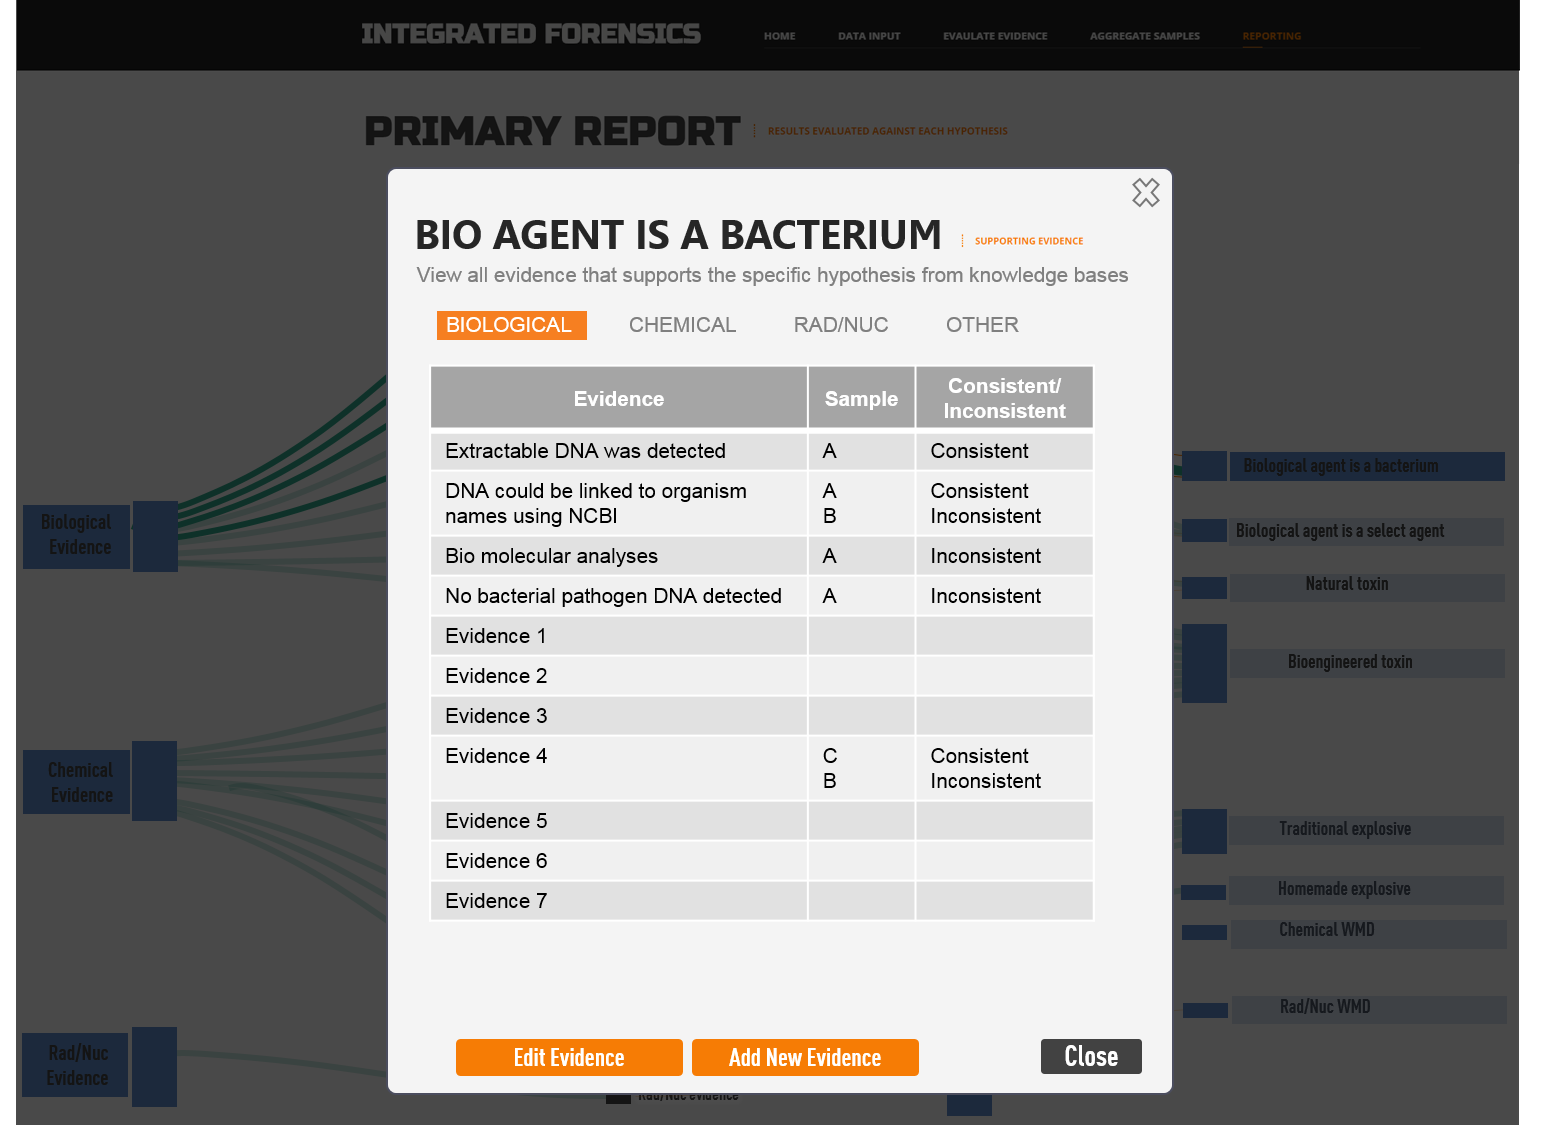 INTEGRATED FORENSICS
HOME DATA INPUT EVAULATE EVIDENCE AGGREGATE SAMPLES REPORTING
PRIMARY REPORT
RESULTS EVALUATED AGAINST EACH HYPOTHESIS
BIO AGENT IS A BACTERIUM
SUPPORTING EVIDENCE
View all evidence that supports the specific hypothesis from knowledge bases
BIOLOGICAL CHEMICAL RAD/NUC OTHER
Evidence Sample Consistent/
Inconsistent
Extractable DNA was detected A Consistent
DNA could be linked to organism A Consistent
names using NCBI B Inconsistent
Bio molecular analyses A Inconsistent
No bacterial pathogen DNA detected A Inconsistent
Evidence 1
Evidence 2
Evidence 3
Evidence 4 C Consistent
B Inconsistent
Evidence 5
Evidence 6
Evidence 7
Edit Evidence Add New Evidence Close
Biological
Evidence
Chemical
Evidence
Rad/Nuc
Evidence
Biological agent is a bacterium
Biological agent is a select agent
Natural toxin
Bioengineered toxin
Traditional explosive
Homemade explosive
Chemical WMD
Rad/Nuc WMD
Rad/Nuc evidence